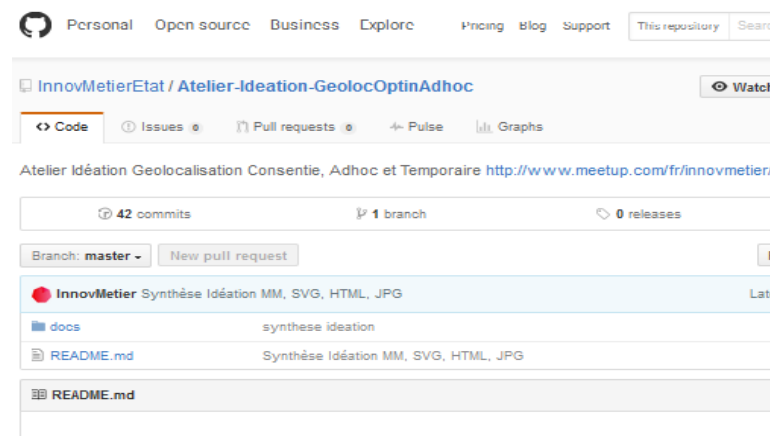 Personal Open source Business Explore Pricing Blog Support This repository
InnovMetierEtat / Atelier-Ideation-GeolocOptinAdhoc Watch
Code Issues 0 Pull requests 0 Pulse Graphs
Atelier Idéation Geolocalisation Consentie, Adhoc et Temporaire http://www.meetup.com/fr/innovmetier/
42 commits 1 branch 0 releases
Branch: master New pull request
InnovMetier Synthèse Idéation MM, SVG, HTML, JPG
docs synthese ideation
README.md Synthèse Idéation MM, SVG, HTML, JPG
README.md